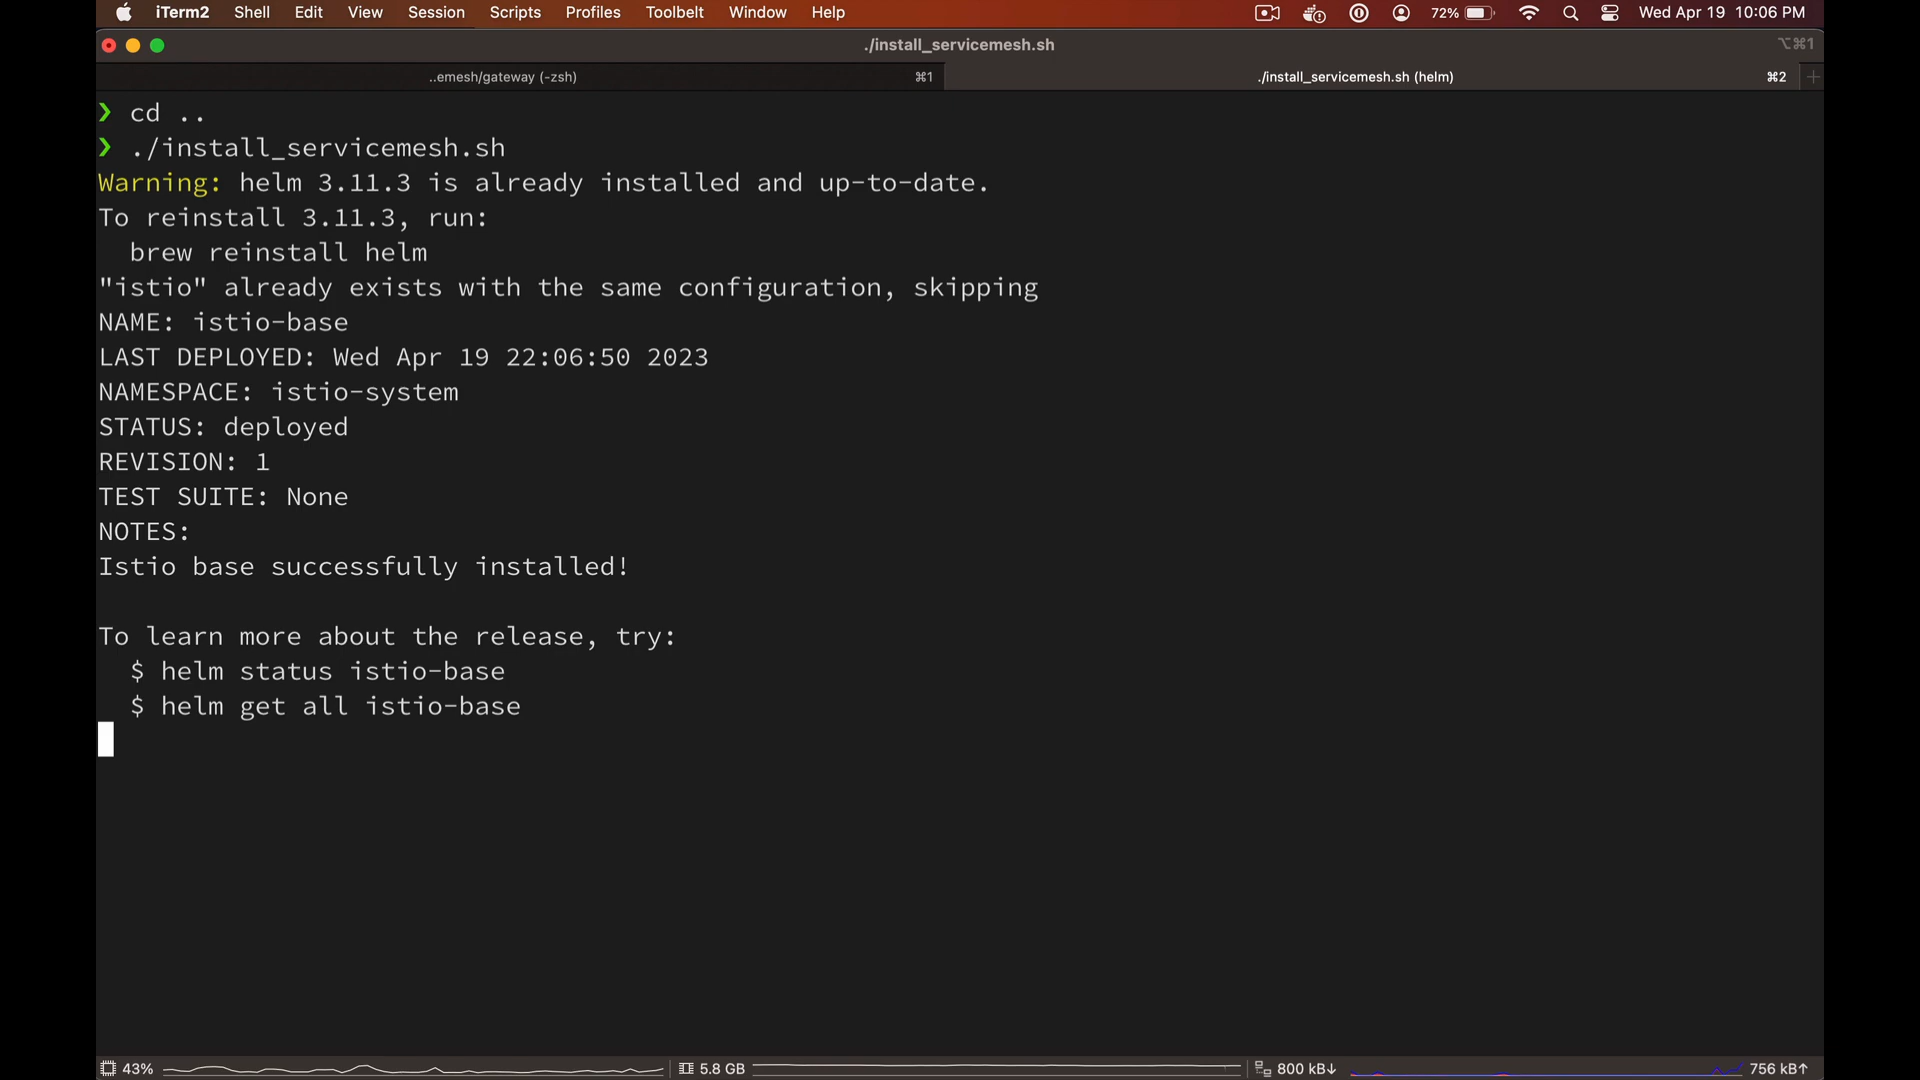 iTerm2 Shell Edit View Session Scripts Profiles Toolbelt Window Help 72% Wed Apr 19 10:06 PM
./install_servicemesh.sh ⌥⌘1
..emesh/gateway (-zsh) ⌘1 ./install_servicemesh.sh (helm) ⌘2 +
❯ cd ..
❯ ./install_servicemesh.sh
Warning: helm 3.11.3 is already installed and up-to-date.
To reinstall 3.11.3, run:
  brew reinstall helm
"istio" already exists with the same configuration, skipping
NAME: istio-base
LAST DEPLOYED: Wed Apr 19 22:06:50 2023
NAMESPACE: istio-system
STATUS: deployed
REVISION: 1
TEST SUITE: None
NOTES:
Istio base successfully installed!
To learn more about the release, try:
  $ helm status istio-base
  $ helm get all istio-base
43% 5.8 GB 800 kB↓ 756 kB↑